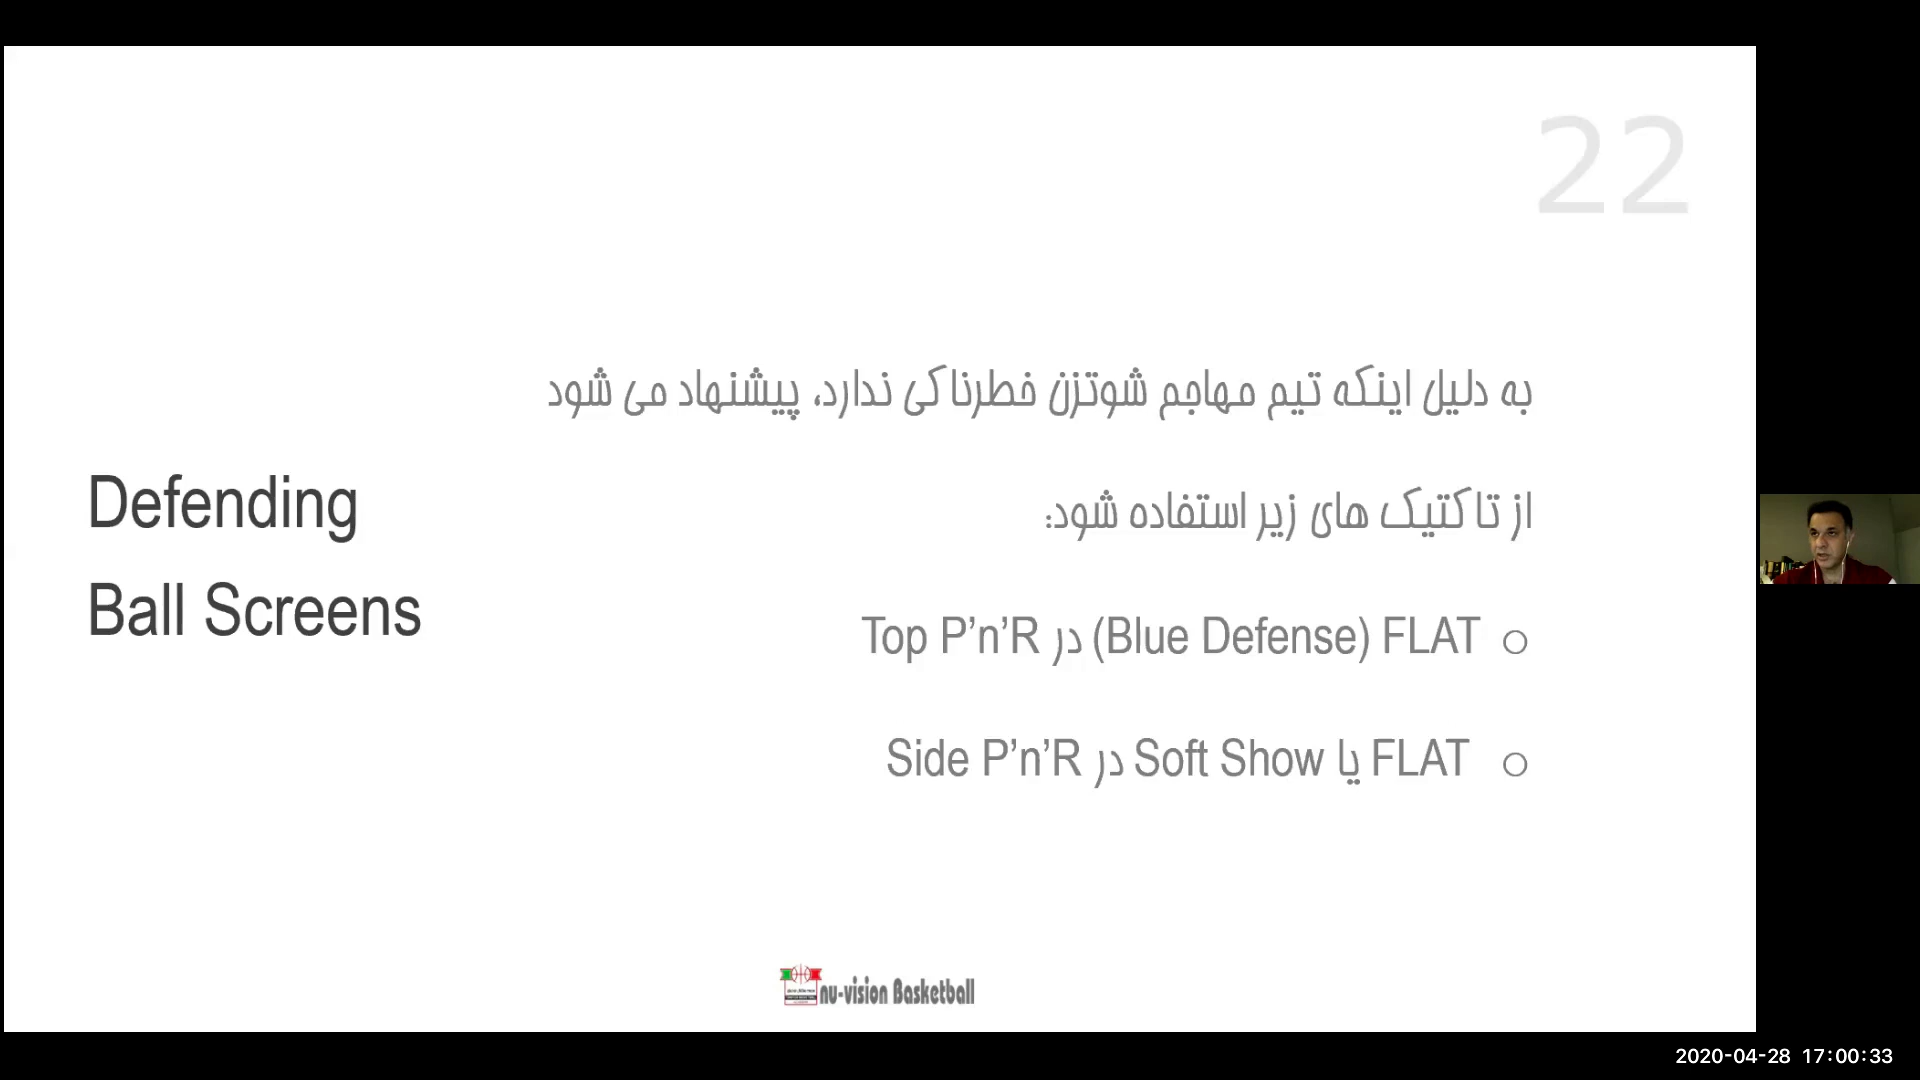 22
به دلیل اینکه تیم مهاجم شوتزن خطرناکی ندارد، پیشنهاد می شود
از تاکتیک های زیر استفاده شود:
Defending
Ball Screens
○ FLAT (Blue Defense) در Top P’n’R
○ FLAT یا Soft Show در Side P’n’R
nu-vision Basketball
2020-04-28 17:00:33